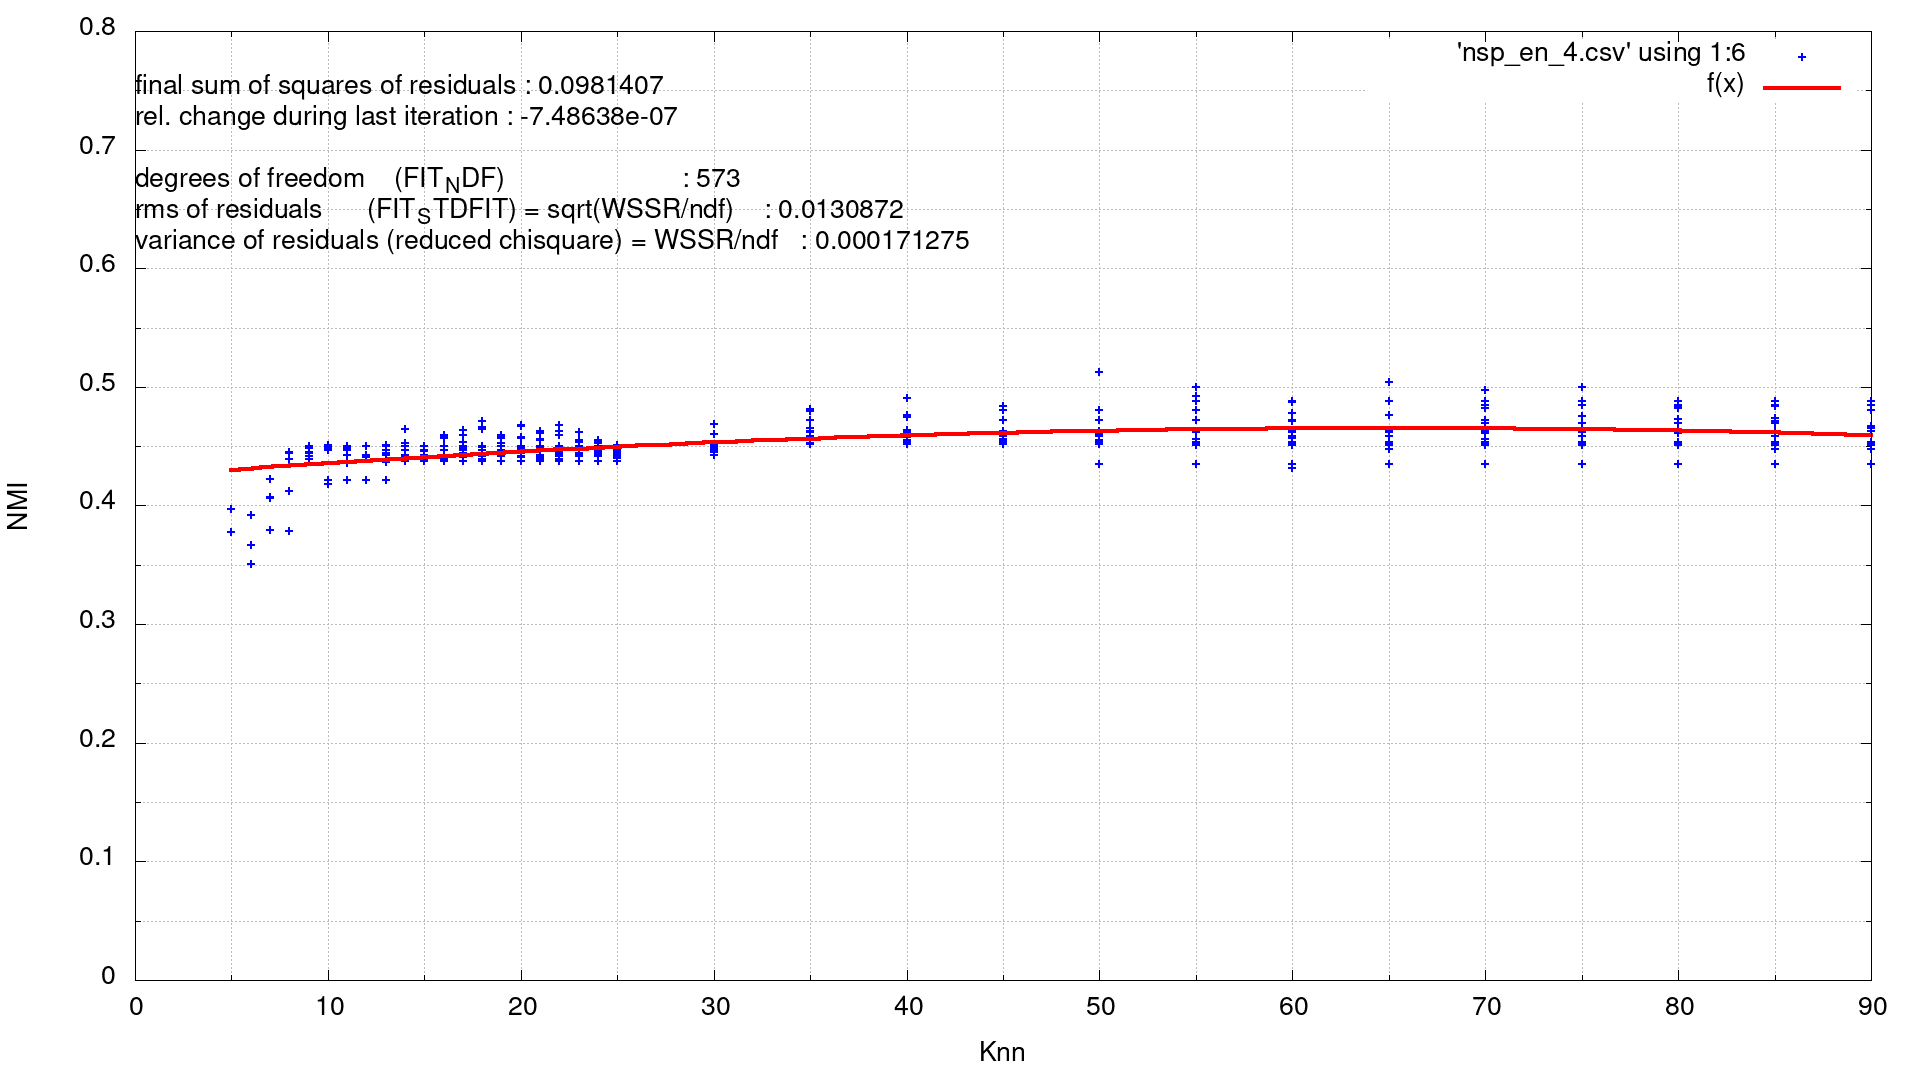 'nsp_en_4.csv' using 1:6
f(x)
final sum of squares of residuals : 0.0981407
rel. change during last iteration : -7.48638e-07
degrees of freedom (FIT_NDF) : 573
rms of residuals (FIT_STDFIT) = sqrt(WSSR/ndf) : 0.0130872
variance of residuals (reduced chisquare) = WSSR/ndf : 0.000171275
0.8
0.7
0.6
0.5
0.4
0.3
0.2
0.1
0
NMI
0 10 20 30 40 50 60 70 80 90
Knn